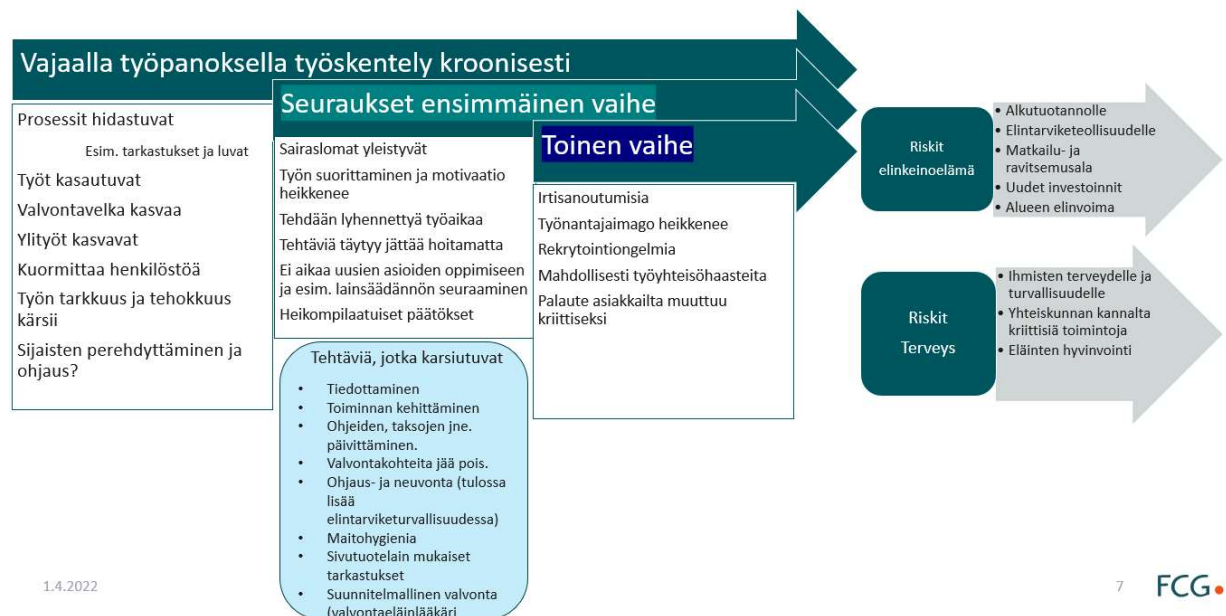 Vajaalla työpanoksella työskentely kroonisesti
Prosessit hidastuvat
Esim. tarkastukset ja luvat
Työt kasautuvat
Valvontavelka kasvaa
Ylityöt kasvavat
Kuormittaa henkilöstöä
Työn tarkkuus ja tehokkuus
kärsii
Sijaisten perehdyttäminen ja
ohjaus?
Seuraukset ensimmäinen vaihe
Sairaslomat yleistyvät
Työn suorittaminen ja motivaatio
heikkenee
Tehdään lyhennettyä työaikaa
Tehtäviä täytyy jättää hoitamatta
Ei aikaa uusien asioiden oppimiseen
ja esim. lainsäädännön seuraaminen
Heikompilaatuiset päätökset
Tehtäviä, jotka karsiutuvat
• Tiedottaminen
• Toiminnan kehittäminen
• Ohjeiden, taksojen jne.
päivittäminen.
• Valvontakohteita jää pois.
• Ohjaus- ja neuvonta (tulossa
lisää
elintarviketurvallisuudessa)
• Maitohygienia
• Sivutuotelain mukaiset
tarkastukset
• Suunnitelmallinen valvonta
(valvontaeläinlääkäri
Toinen vaihe
Irtisanoutumisia
Työnantajaimago heikkenee
Rekrytointiongelmia
Mahdollisesti työyhteisöhaasteita
Palaute asiakkailta muuttuu
kriittiseksi
Riskit
elinkeinoelämä
• Alkutuotannolle
• Elintarviketeollisuudelle
• Matkailu- ja
ravitsemusala
• Uudet investoinnit
• Alueen elinvoima
Riskit
Terveys
• Ihmisten terveydelle ja
turvallisuudelle
• Yhteiskunnan kannalta
kriittisiä toimintoja
• Eläinten hyvinvointi
1.4.2022
7
FCG